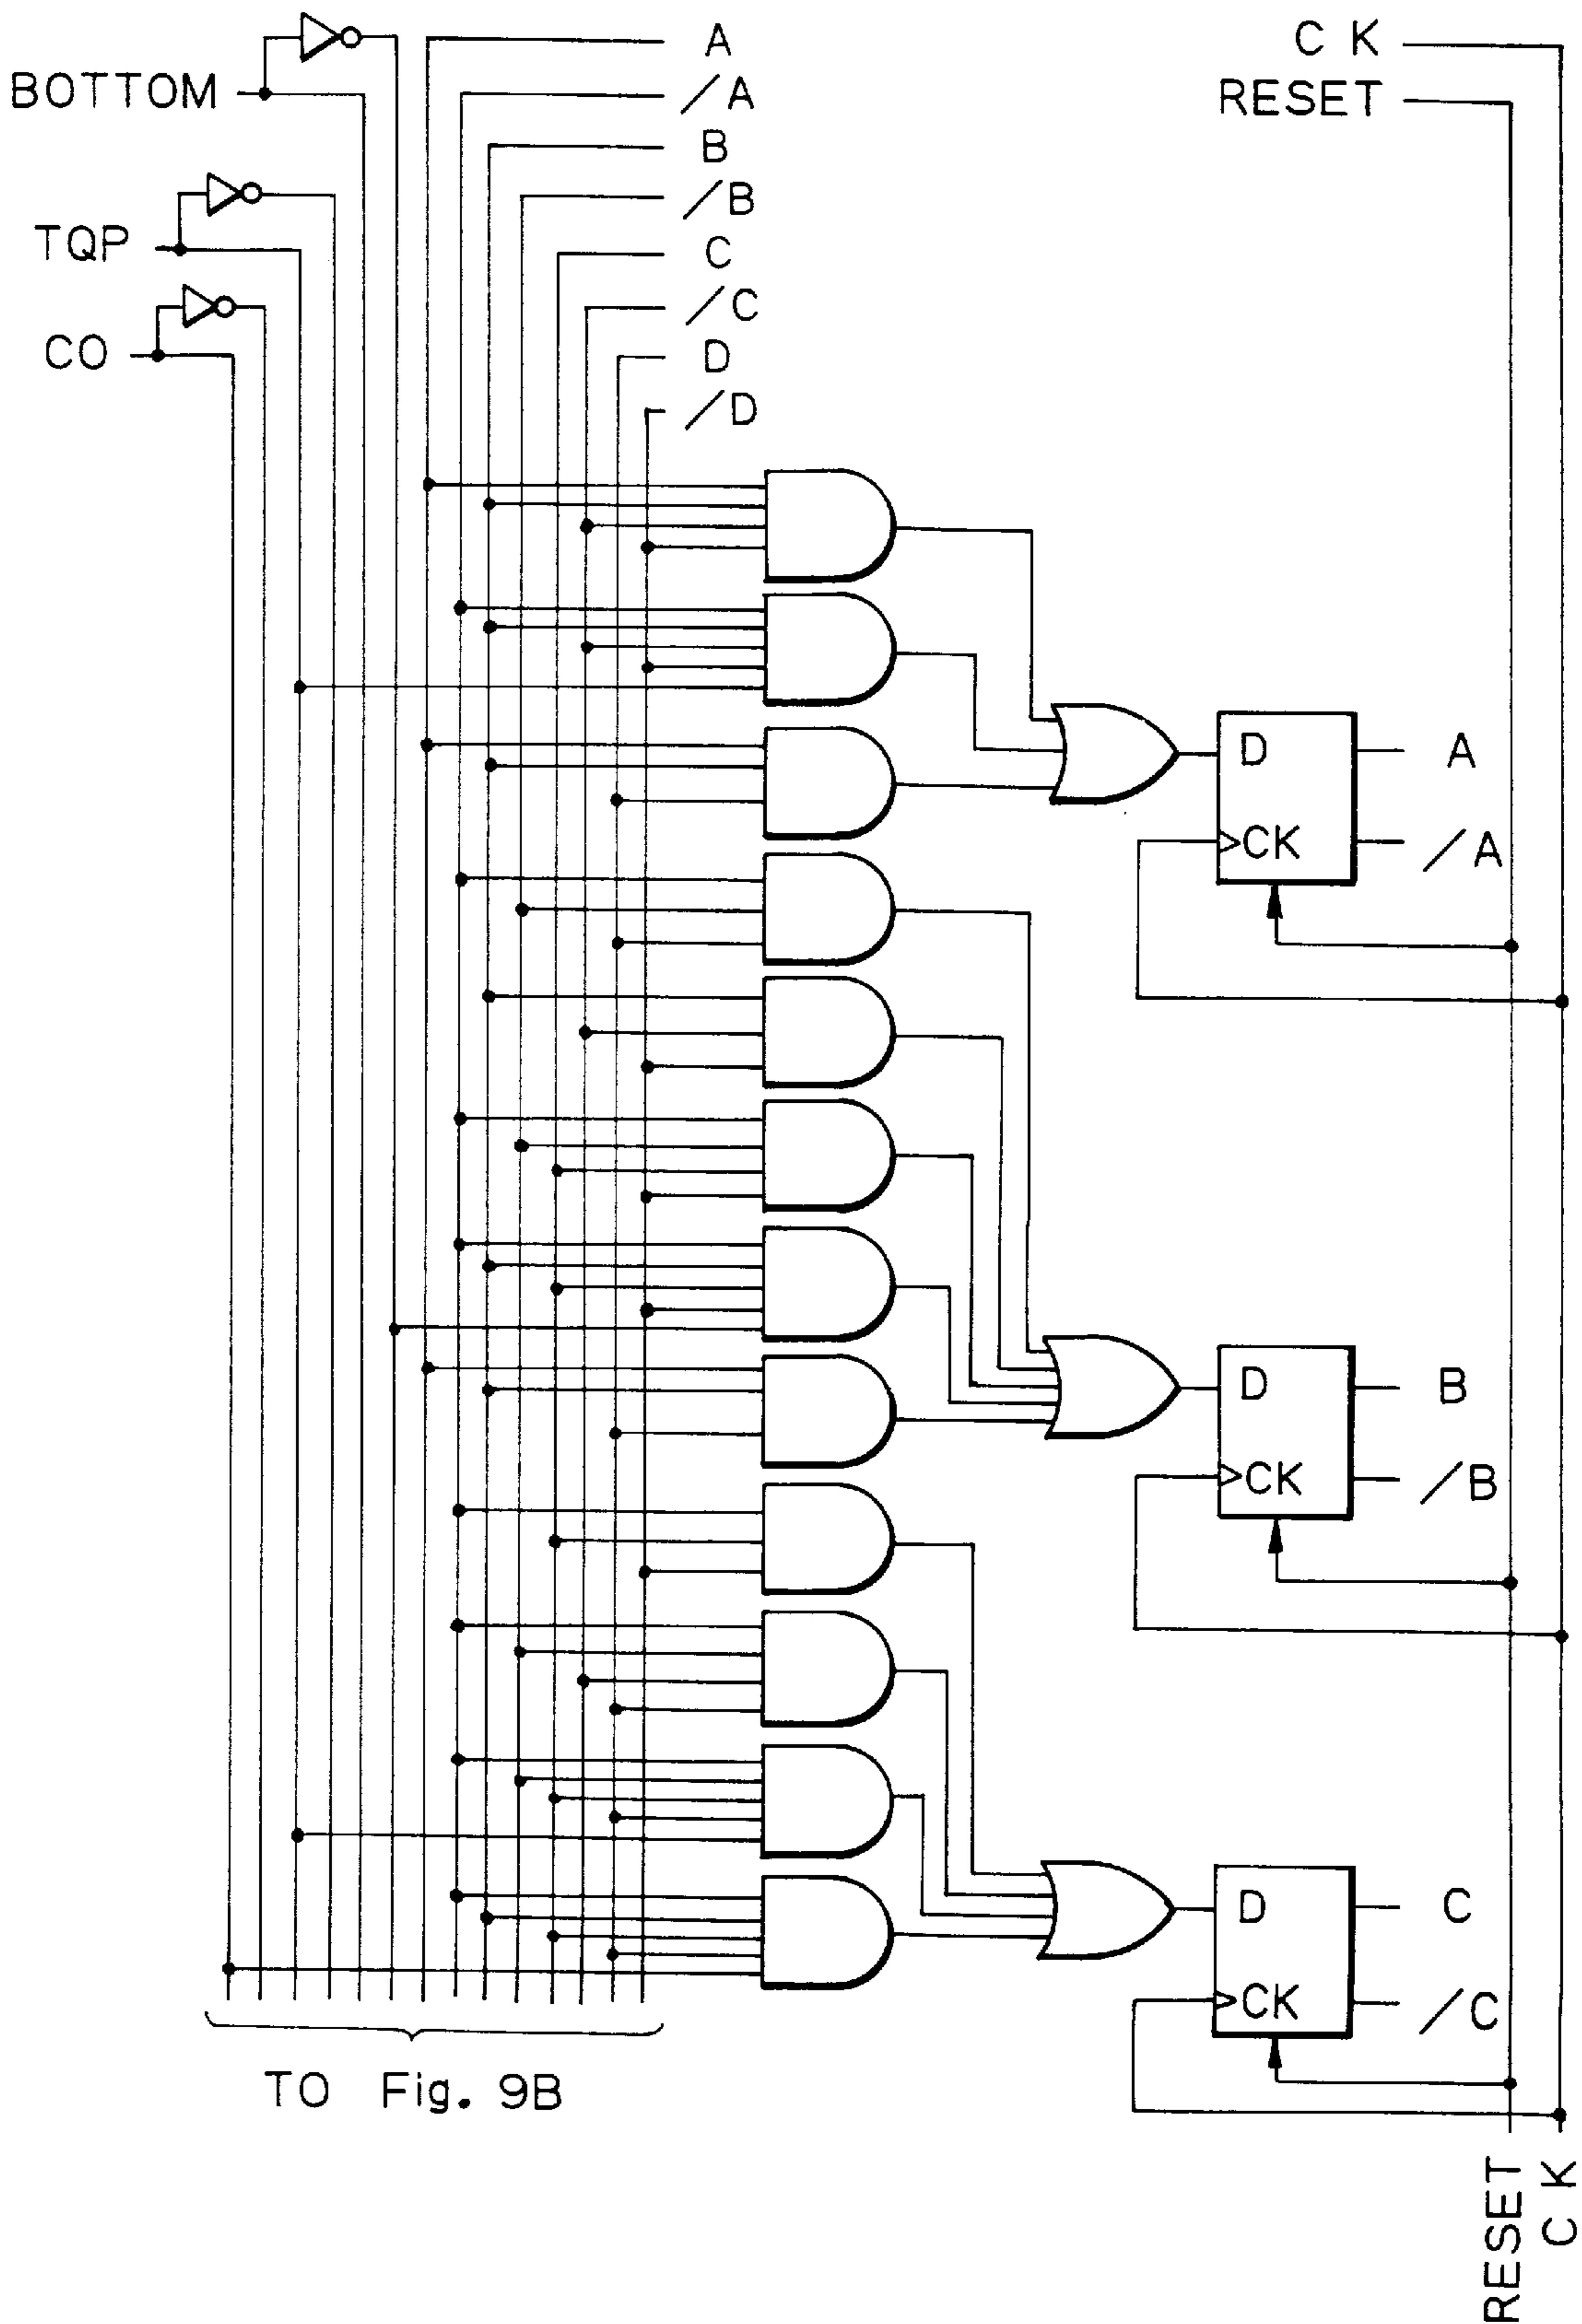 BOTTOM
TQP
CO
A
/A
B
/B
C
/C
D
/D
C K
RESET
D
CK
A
/A
D
CK
B
/B
D
CK
C
/C
TO Fig. 9B
RESET
C K